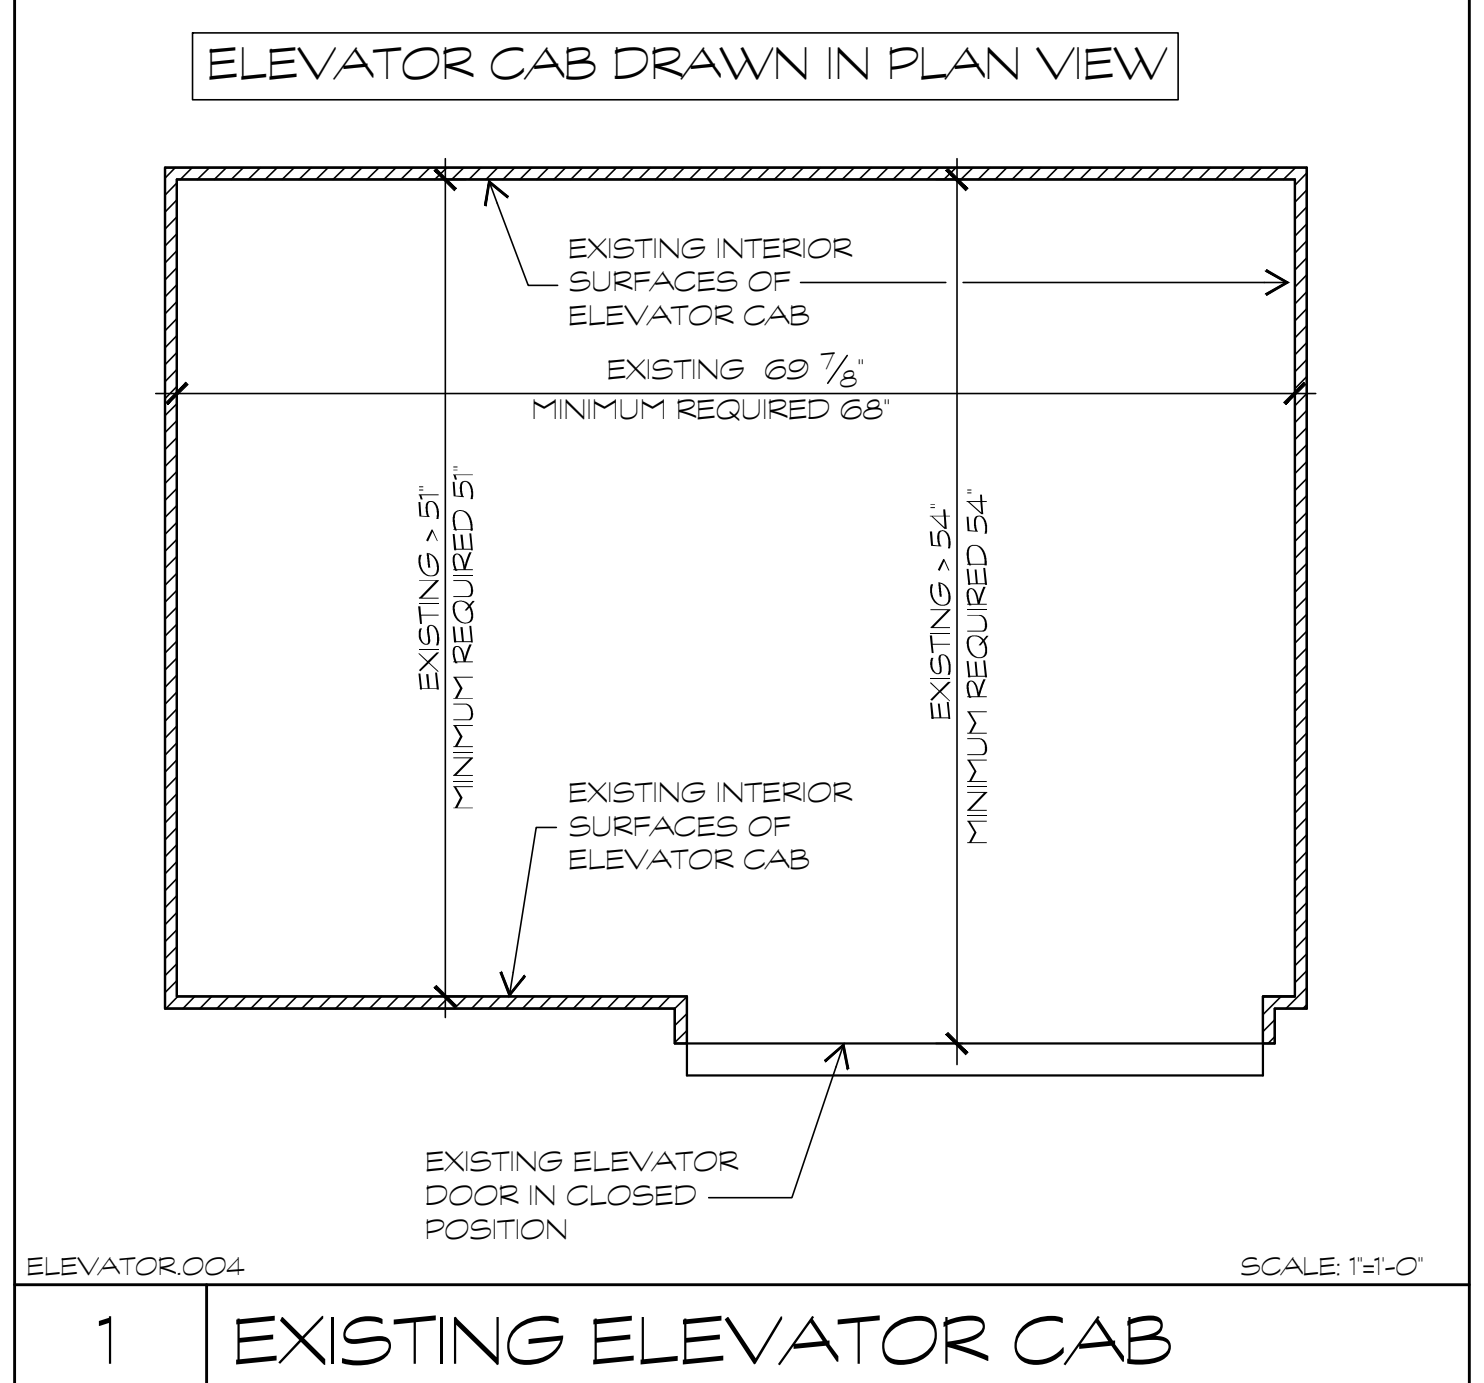 ELEVATOR CAB DRAWN IN PLAN VIEW
EXISTING INTERIOR
SURFACES OF
ELEVATOR CAB
EXISTING 69 7/8"
MINIMUM REQUIRED 68"
EXISTING > 51"
MINIMUM REQUIRED 51"
EXISTING > 54"
MINIMUM REQUIRED 54"
EXISTING INTERIOR
SURFACES OF
ELEVATOR CAB
EXISTING ELEVATOR
DOOR IN CLOSED
POSITION
ELEVATOR.004
SCALE: 1"=1'-0"
1
EXISTING ELEVATOR CAB